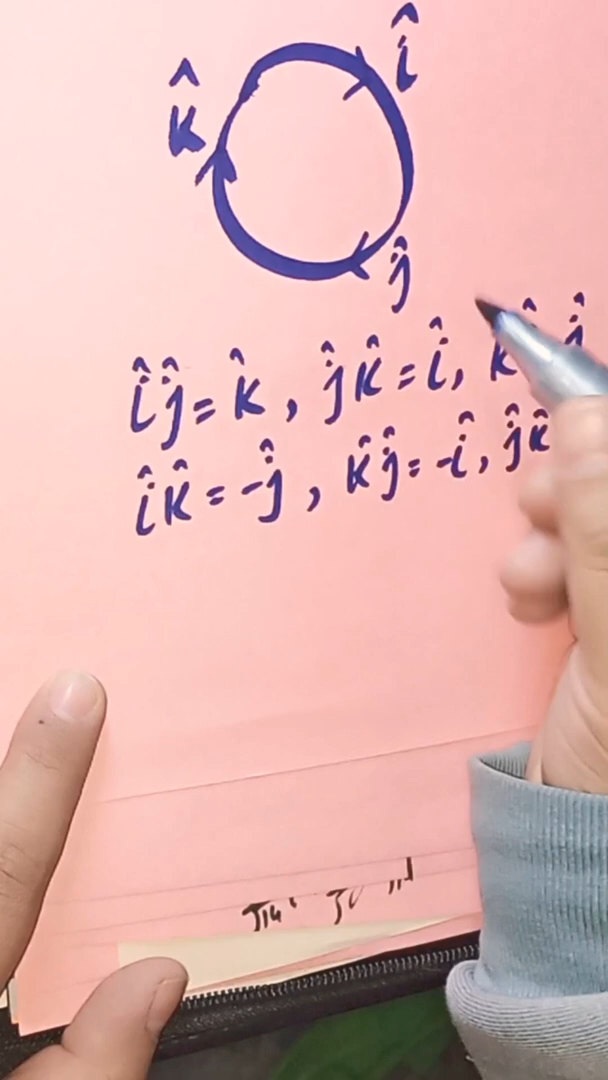 î
k̂
ĵ
îĵ = k̂, ĵk̂ = î, k̂
îk̂ = -ĵ, k̂ĵ = -î, ĵk̂